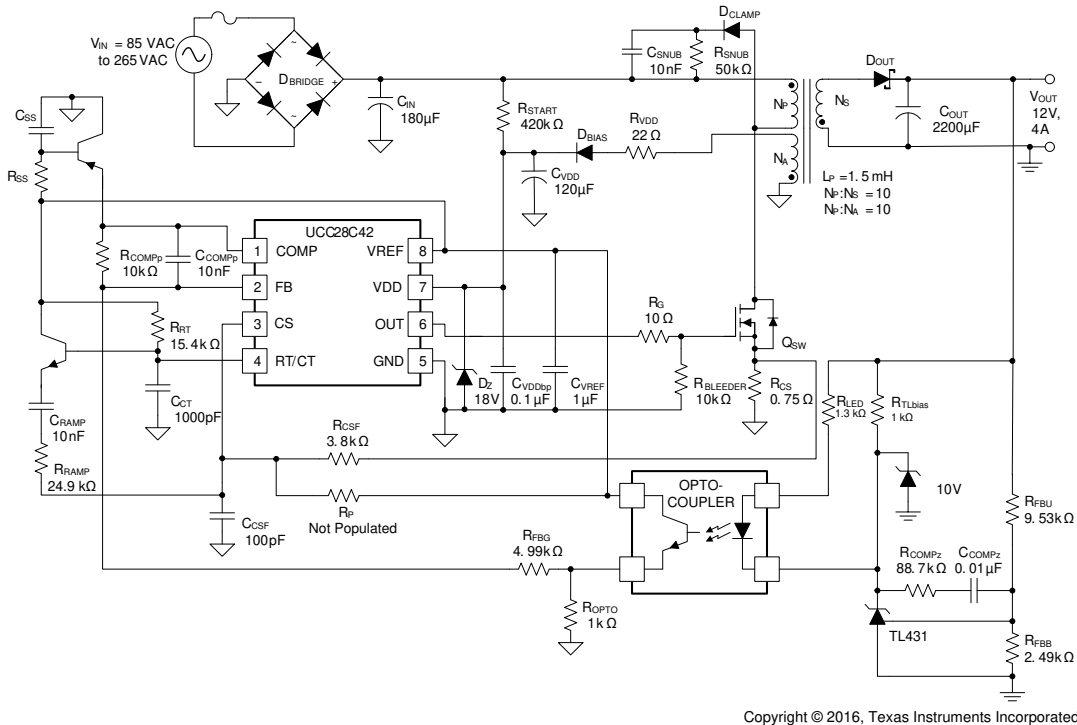 VIN = 85 VAC
to 265 VAC
~
~
-
+
DBRIDGE
CIN
180µF
CSNUB
10nF
RSNUB
50kΩ
DCLAMP
DOUT
NP
NS
NA
COUT
2200µF
VOUT
12V,
4A
LP = 1.5 mH
NP:NS = 10
NP:NA = 10
RSTART
420kΩ
DBIAS
RVDD
22Ω
CVDD
120µF
CSS
RSS
RCOMPp
10kΩ
CCOMPp
10nF
UCC28C42
1 COMP
2 FB
3 CS
4 RT/CT
VREF 8
VDD 7
OUT 6
GND 5
RRT
15.4kΩ
CCT
1000pF
CRAMP
10nF
RRAMP
24.9 kΩ
DZ
18V
CVDDbp
0.1µF
CVREF
1µF
RG
10Ω
QSW
RBLEEDER
10kΩ
RCS
0.75Ω
RCSF
3.8kΩ
RP
Not Populated
CCSF
100pF
RFBG
4.99kΩ
ROPTO
1kΩ
OPTO-
COUPLER
RLED
1.3 kΩ
RTLbias
1 kΩ
10V
RFBU
9.53kΩ
RCOMPz
88.7kΩ
CCOMPz
0.01µF
TL431
RFBB
2.49kΩ
Copyright © 2016, Texas Instruments Incorporated